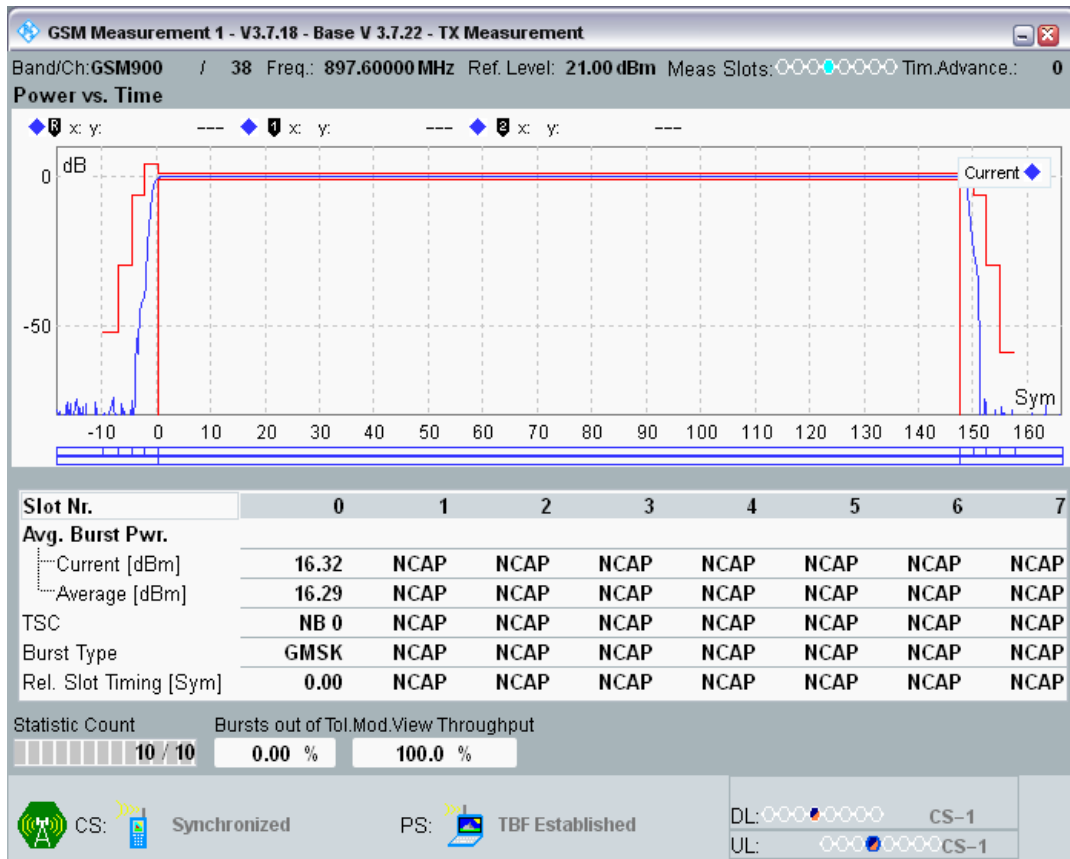 GSM Measurement 1 - V3.7.18 - Base V 3.7.22 - TX Measurement
Band/Ch:GSM900 / 38 Freq.: 897.60000 MHz Ref. Level: 21.00 dBm Meas Slots: Tim.Advance.: 0
Power vs. Time
R x: y: --- 1 x: y: --- 2 x: y: ---
dB
Current
0
-50
Sym
-10 0 10 20 30 40 50 60 70 80 90 100 110 120 130 140 150 160
Slot Nr. 0 1 2 3 4 5 6 7
Avg. Burst Pwr.
Current [dBm] 16.32 NCAP NCAP NCAP NCAP NCAP NCAP NCAP
Average [dBm] 16.29 NCAP NCAP NCAP NCAP NCAP NCAP NCAP
TSC NB 0 NCAP NCAP NCAP NCAP NCAP NCAP NCAP
Burst Type GMSK NCAP NCAP NCAP NCAP NCAP NCAP NCAP
Rel. Slot Timing [Sym] 0.00 NCAP NCAP NCAP NCAP NCAP NCAP NCAP
Statistic Count Bursts out of Tol. Mod.View Throughput
10 / 10 0.00 % 100.0 %
CS: Synchronized PS: TBF Established
DL: CS-1
UL: CS-1